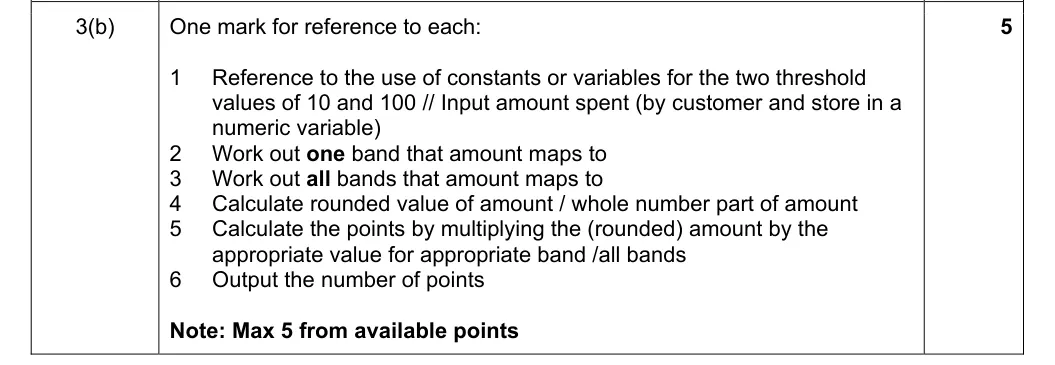 3(b) One mark for reference to each: 5
1 Reference to the use of constants or variables for the two threshold
values of 10 and 100 // Input amount spent (by customer and store in a
numeric variable)
2 Work out one band that amount maps to
3 Work out all bands that amount maps to
4 Calculate rounded value of amount / whole number part of amount
5 Calculate the points by multiplying the (rounded) amount by the
appropriate value for appropriate band /all bands
6 Output the number of points
Note: Max 5 from available points